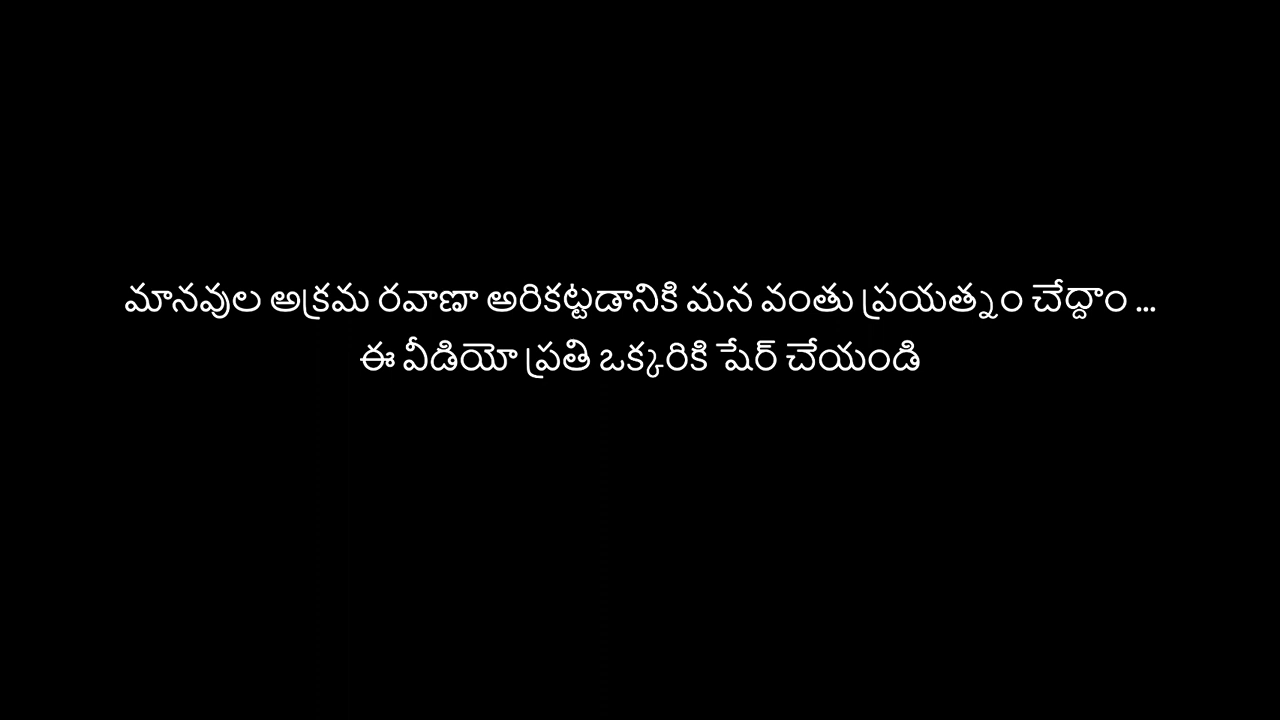 మానవుల అక్రమ రవాణా అరికట్టడానికి మన వంతు ప్రయత్నం చేద్దాం ...
ఈ వీడియో ప్రతి ఒక్కరికి షేర్ చేయండి